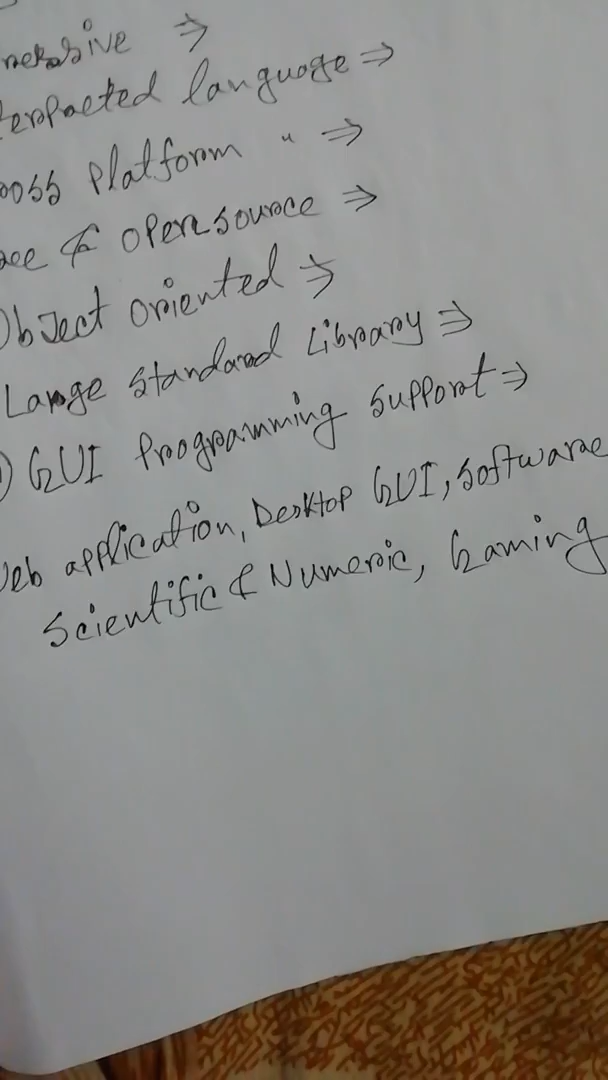 ⇒
language ⇒
Platform " ⇒
& open source ⇒
Object oriented ⇒
Large standard Library ⇒
GUI Programming support ⇒
application, Desktop GUI, software
Scientific & Numeric, Gaming